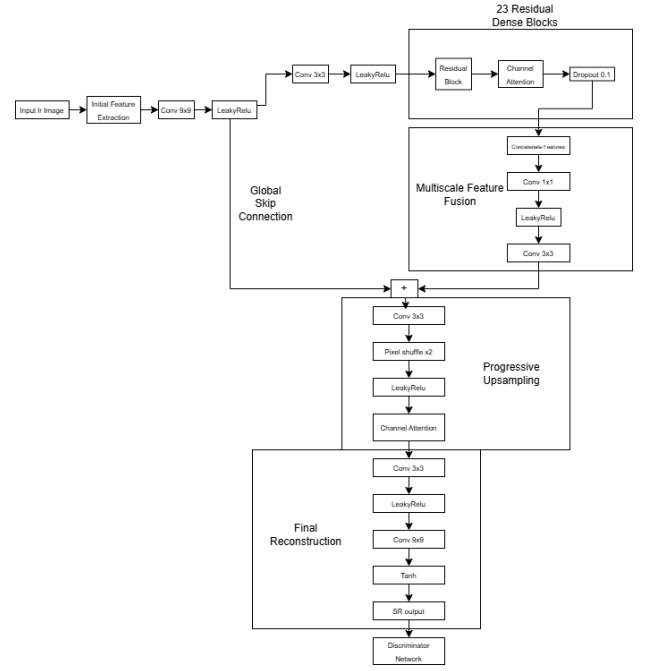 23 Residual
Dense Blocks
Conv 3x3
LeakyRelu
Residual
Block
Channel
Attention
Dropout 0.1
Input Ir Image
Initial Feature
Extraction
Conv 9x9
LeakyRelu
Concatenate Features
Conv 1x1
Multiscale Feature
Fusion
LeakyRelu
Conv 3x3
Global
Skip
Connection
+
Conv 3x3
Pixel shuffle x2
Progressive
Upsampling
LeakyRelu
Channel Attention
Conv 3x3
LeakyRelu
Final
Reconstruction
Conv 9x9
Tanh
SR output
Discriminator
Network